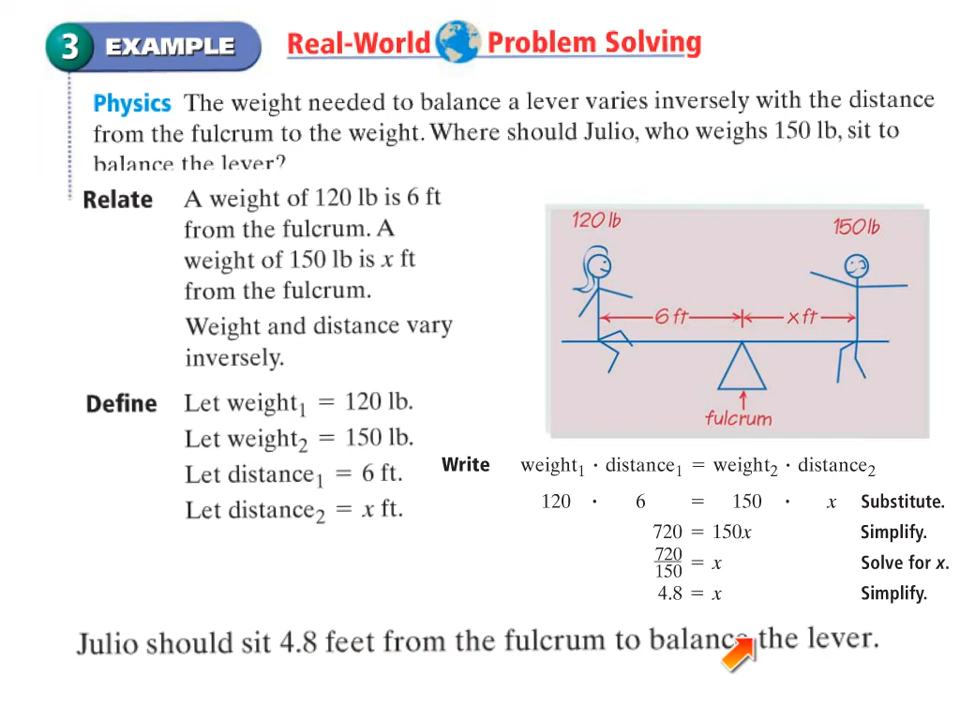 3 EXAMPLE Real-World Problem Solving
Physics The weight needed to balance a lever varies inversely with the distance
from the fulcrum to the weight. Where should Julio, who weighs 150 lb, sit to
balance the lever?
Relate A weight of 120 lb is 6 ft
from the fulcrum. A
weight of 150 lb is x ft
from the fulcrum.
Weight and distance vary
inversely.
Define Let weight₁ = 120 lb.
Let weight₂ = 150 lb.
Let distance₁ = 6 ft.
Let distance₂ = x ft.
120 lb
150 lb
6 ft
x ft
fulcrum
Write weight₁ · distance₁ = weight₂ · distance₂
120 · 6 = 150 · x Substitute.
720 = 150x Simplify.
720/150 = x Solve for x.
4.8 = x Simplify.
Julio should sit 4.8 feet from the fulcrum to balance the lever.